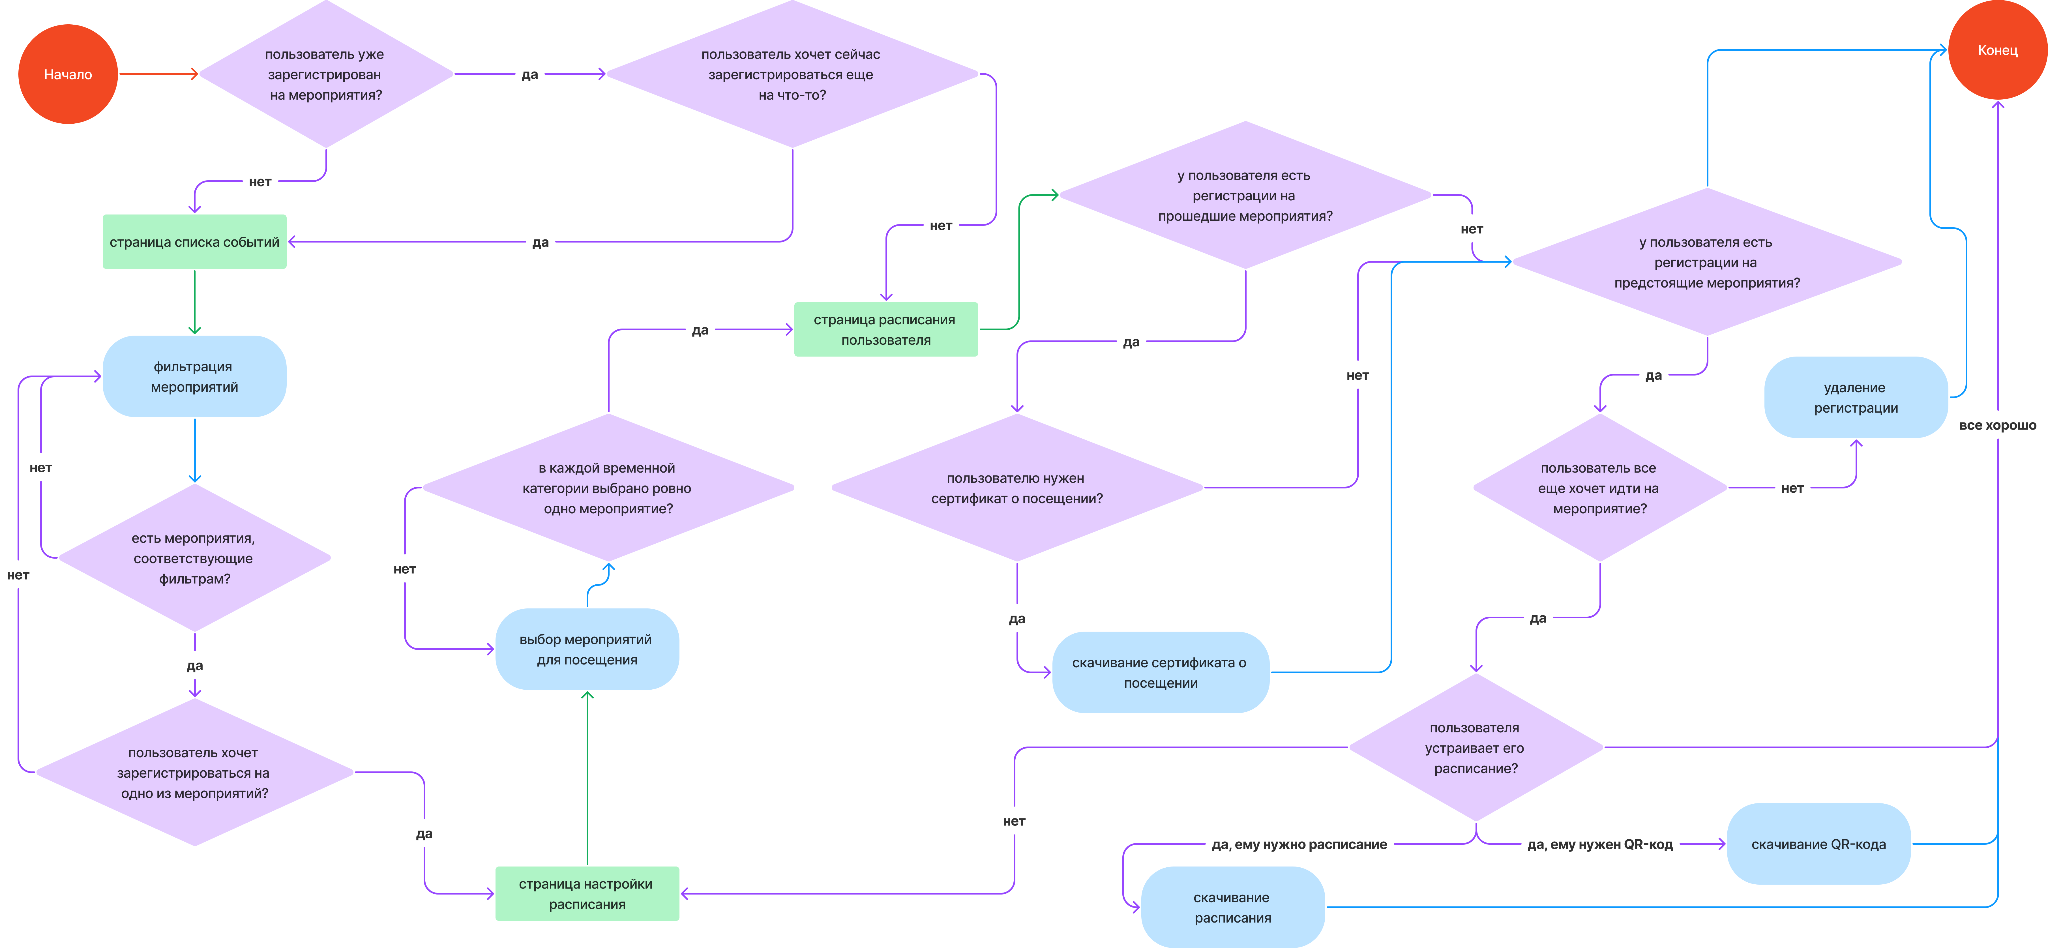 Начало
пользователь уже
зарегистрирован
на мероприятия?
да
пользователь хочет сейчас
зарегистрироваться еще
на что-то?
Конец
нет
страница списка событий
да
нет
у пользователя есть
регистрации на
прошедшие мероприятия?
нет
у пользователя есть
регистрации на
предстоящие мероприятия?
фильтрация
мероприятий
да
страница расписания
пользователя
да
нет
да
удаление
регистрации
все хорошо
нет
в каждой временной
категории выбрано ровно
одно мероприятие?
пользователю нужен
сертификат о посещении?
пользователь все
еще хочет идти на
мероприятие?
нет
есть мероприятия,
соответствующие
фильтрам?
нет
нет
да
выбор мероприятий
для посещения
да
скачивание сертификата о
посещении
да
пользователь хочет
зарегистрироваться на
одно из мероприятий?
пользователя
устраивает его
расписание?
да
нет
да, ему нужно расписание
да, ему нужен QR-код
скачивание QR-кода
страница настройки
расписания
скачивание
расписания